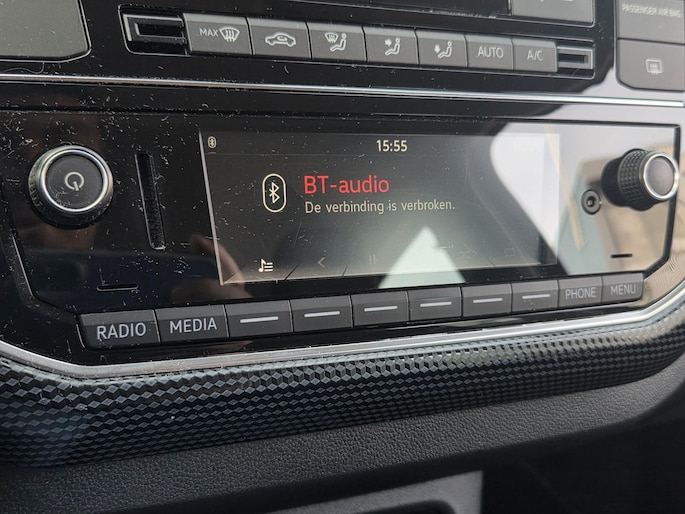 PASSENGER AIR BAG
MAX
AUTO
A/C
15:55
BT-audio
De verbinding is verbroken.
RADIO
MEDIA
PHONE
MENU